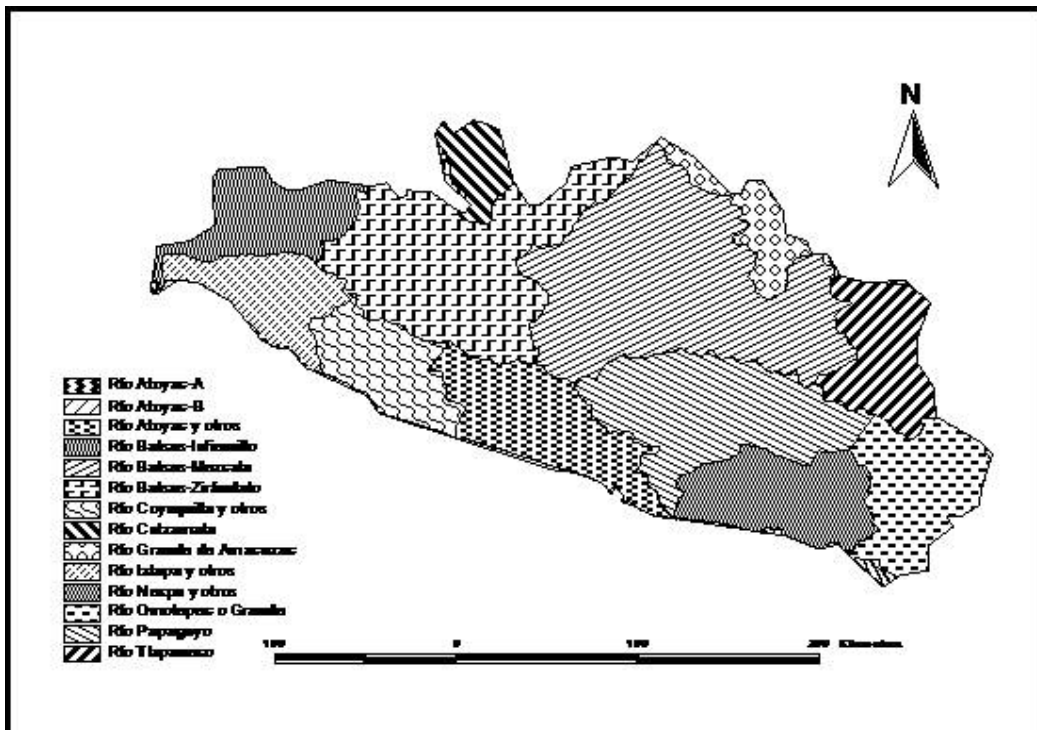 N
Río Atoyac-A
Río Atoyac-B
Río Atoyac y otros
Río Balsas-Infiernillo
Río Balsas-Mezcala
Río Balsas-Zirándaro
Río Coyuquilla y otros
Río Cutzamala
Río Grande de Amacuzac
Río Ixtapa y otros
Río Nexpa y otros
Río Ometepec o Grande
Río Papagayo
Río Tlapaneco
100 0 100 200 Kilometers